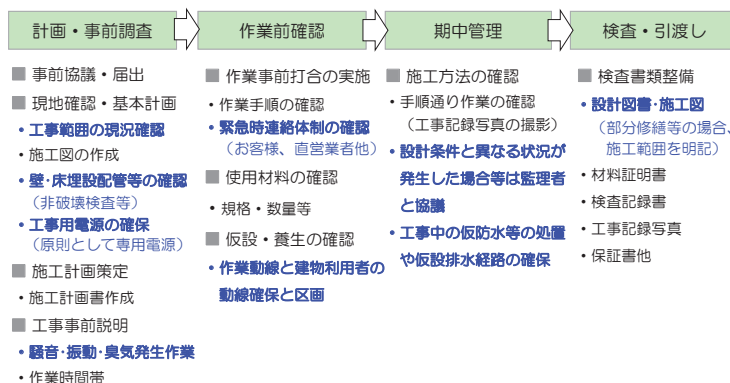 計画・事前調査
作業前確認
期中管理
検査・引渡し
■ 事前協議・届出
■ 現地確認・基本計画
・工事範囲の現況確認
・施工図の作成
・壁・床埋設配管等の確認
（非破壊検査等）
・工事用電源の確保
（原則として専用電源）
■ 施工計画策定
・施工計画書作成
■ 工事事前説明
・騒音・振動・臭気発生作業
・作業時間帯
■ 作業事前打合の実施
・作業手順の確認
・緊急時連絡体制の確認
（お客様、直営業者他）
■ 使用材料の確認
・規格・数量等
■ 仮設・養生の確認
・作業動線と建物利用者の
動線確保と区画
■ 施工方法の確認
・手順通り作業の確認
（工事記録写真の撮影）
・設計条件と異なる状況が
発生した場合等は監理者
と協議
・工事中の仮防水等の処置
や仮設排水経路の確保
■ 検査書類整備
・設計図書・施工図
（部分修繕等の場合、
施工範囲を明記）
・材料証明書
・検査記録書
・工事記録写真
・保証書他